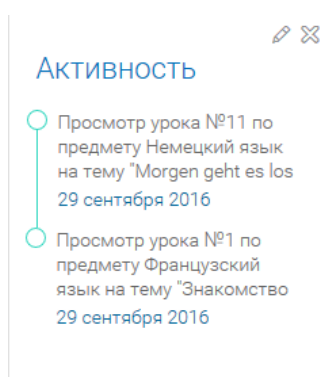 Активность
Просмотр урока №11 по
предмету Немецкий язык
на тему "Morgen geht es los
29 сентября 2016
Просмотр урока №1 по
предмету Французский
язык на тему "Знакомство
29 сентября 2016